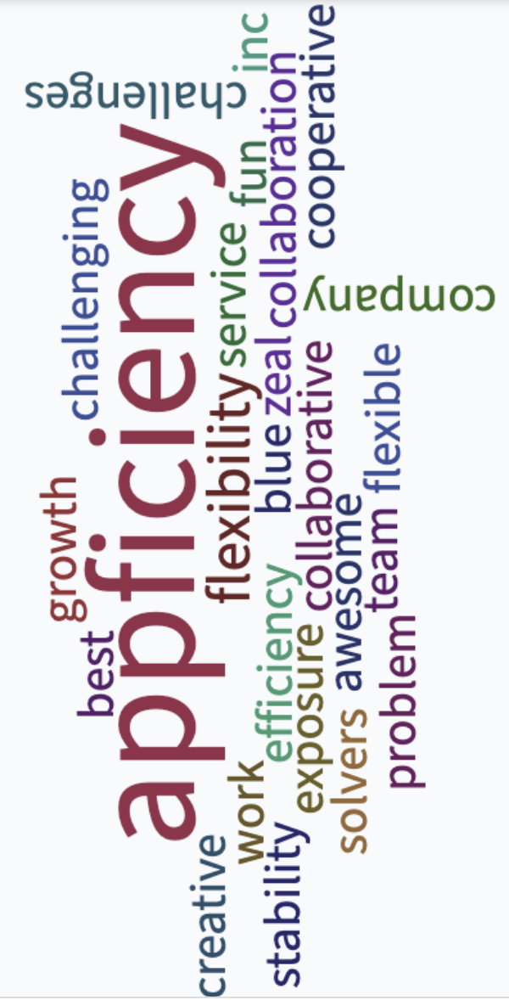 inc
cooperative
challenges
collaboration
fun
challenging
appficiency
service
company
zeal
flexibility
collaborative
flexible
blue
growth
awesome
team
efficiency
best
exposure
problem
solvers
work
stability
creative